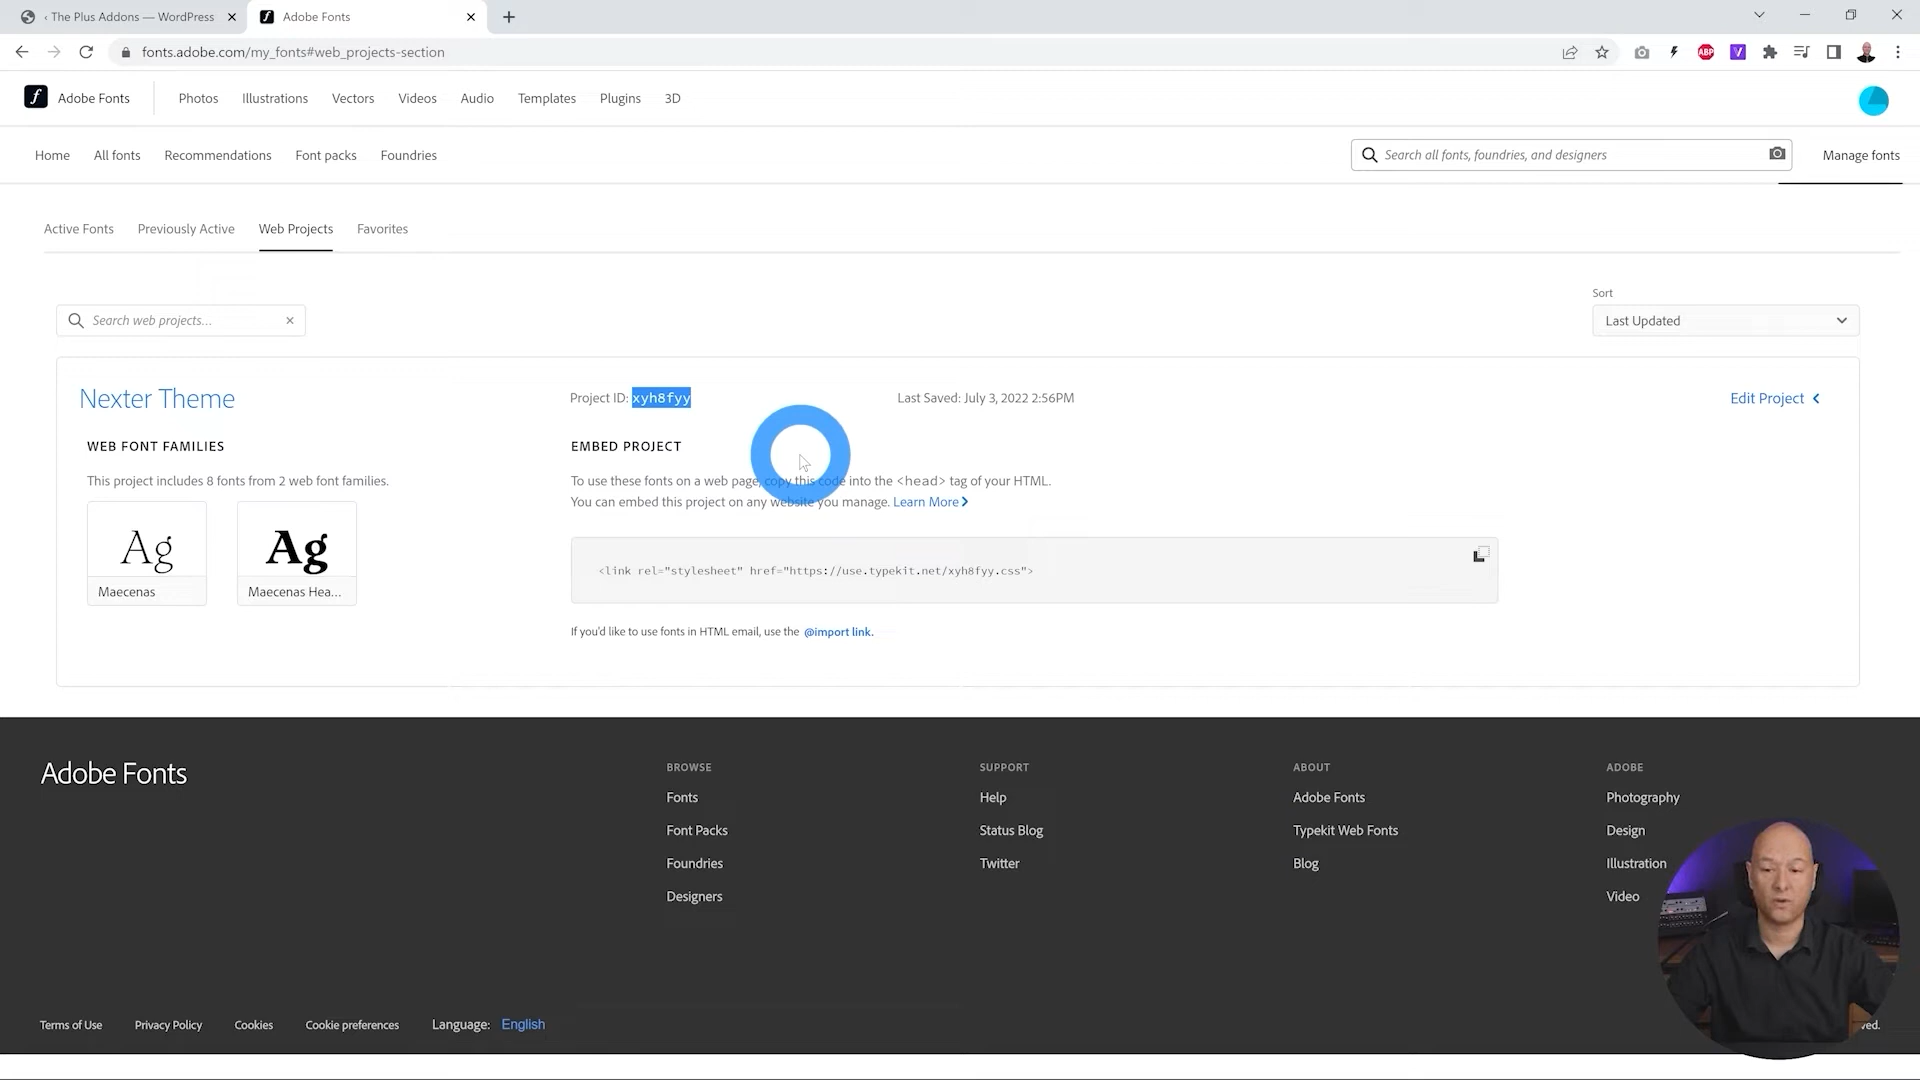 ‹ The Plus Addons — WordPress
Adobe Fonts
fonts.adobe.com/my_fonts#web_projects-section
ABP
Adobe Fonts
Photos
Illustrations
Vectors
Videos
Audio
Templates
Plugins
3D
Home
All fonts
Recommendations
Font packs
Foundries
Search all fonts, foundries, and designers
Manage fonts
Active Fonts
Previously Active
Web Projects
Favorites
Sort
Search web projects...
Last Updated
Nexter Theme
Project ID: xyh8fyy
Last Saved: July 3, 2022 2:56PM
Edit Project
WEB FONT FAMILIES
This project includes 8 fonts from 2 web font families.
Ag
Maecenas
Ag
Maecenas Hea...
EMBED PROJECT
To use these fonts on a web page, copy this code into the <head> tag of your HTML.
You can embed this project on any website you manage. Learn More
<link rel="stylesheet" href="https://use.typekit.net/xyh8fyy.css">
If you'd like to use fonts in HTML email, use the @import link.
Adobe Fonts
BROWSE
Fonts
Font Packs
Foundries
Designers
SUPPORT
Help
Status Blog
Twitter
ABOUT
Adobe Fonts
Typekit Web Fonts
Blog
ADOBE
Photography
Design
Illustration
Video
Terms of Use
Privacy Policy
Cookies
Cookie preferences
Language: English